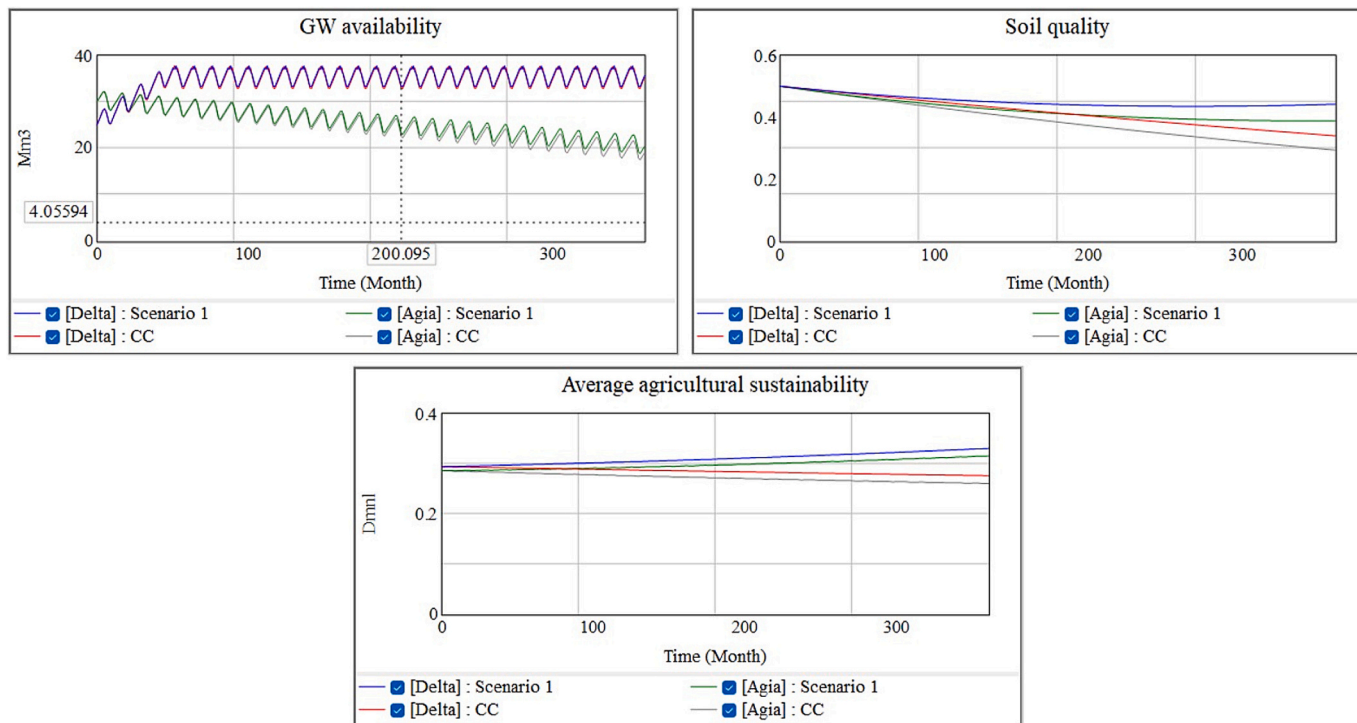 GW availability
40
20
0
Mm3
4.05594
0
100
200.095
300
Time (Month)
[Delta] : Scenario 1
[Agia] : Scenario 1
[Delta] : CC
[Agia] : CC
Soil quality
0.6
0.4
0.2
0
0
100
200
300
Time (Month)
[Delta] : Scenario 1
[Agia] : Scenario 1
[Delta] : CC
[Agia] : CC
Average agricultural sustainability
0.4
0.2
0
Dmnl
0
100
200
300
Time (Month)
[Delta] : Scenario 1
[Agia] : Scenario 1
[Delta] : CC
[Agia] : CC